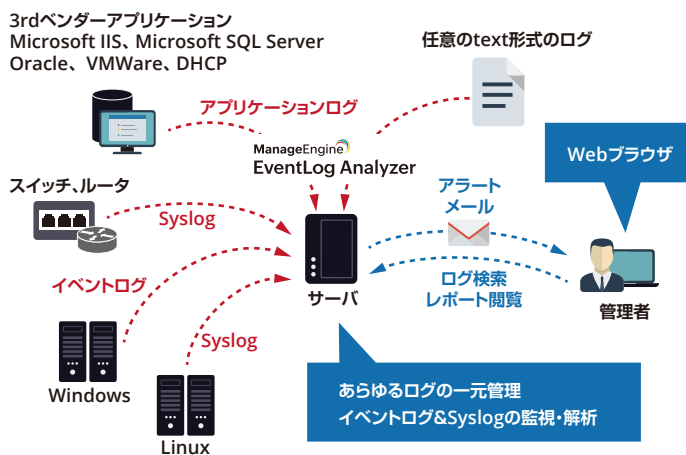 3rdベンダーアプリケーション
Microsoft IIS、Microsoft SQL Server
Oracle、VMWare、DHCP
任意のtext形式のログ
アプリケーションログ
ManageEngine
EventLog Analyzer
Webブラウザ
スイッチ、ルータ
Syslog
アラート
メール
イベントログ
サーバ
ログ検索
レポート閲覧
管理者
Syslog
Windows
Linux
あらゆるログの一元管理
イベントログ&Syslogの監視・解析